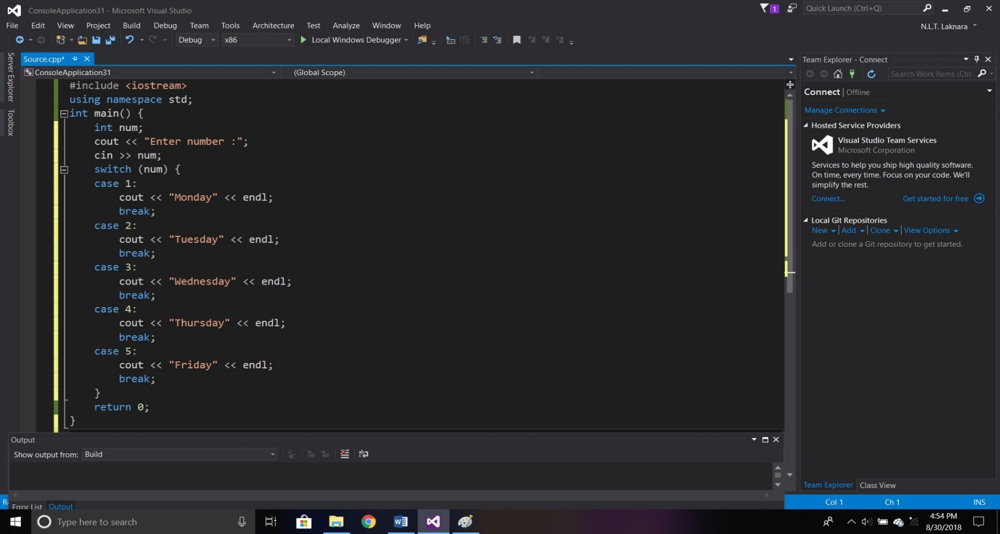 ConsoleApplication31 - Microsoft Visual Studio
1
Quick Launch (Ctrl+Q)
File Edit View Project Build Debug Team Tools Architecture Test Analyze Window Help
N.L.T. Laknara
Debug x86 Local Windows Debugger
Server Explorer
Toolbox
Source.cpp*
ConsoleApplication31 (Global Scope)
#include <iostream>
using namespace std;
int main() {
    int num;
    cout << "Enter number :";
    cin >> num;
    switch (num) {
    case 1:
        cout << "Monday" << endl;
        break;
    case 2:
        cout << "Tuesday" << endl;
        break;
    case 3:
        cout << "Wednesday" << endl;
        break;
    case 4:
        cout << "Thursday" << endl;
        break;
    case 5:
        cout << "Friday" << endl;
        break;
    }
    return 0;
}
Output
Show output from: Build
Error List Output
Team Explorer - Connect
Search Work Items (Ctrl-
Connect | Offline
Manage Connections
Hosted Service Providers
Visual Studio Team Services
Microsoft Corporation
Services to help you ship high quality software.
On time, every time. Focus on your code. We'll
simplify the rest.
Connect... Get started for free
Local Git Repositories
New | Add | Clone | View Options
Add or clone a Git repository to get started.
Team Explorer Class View
Col 1 Ch 1 INS
Type here to search
4:54 PM
8/30/2018